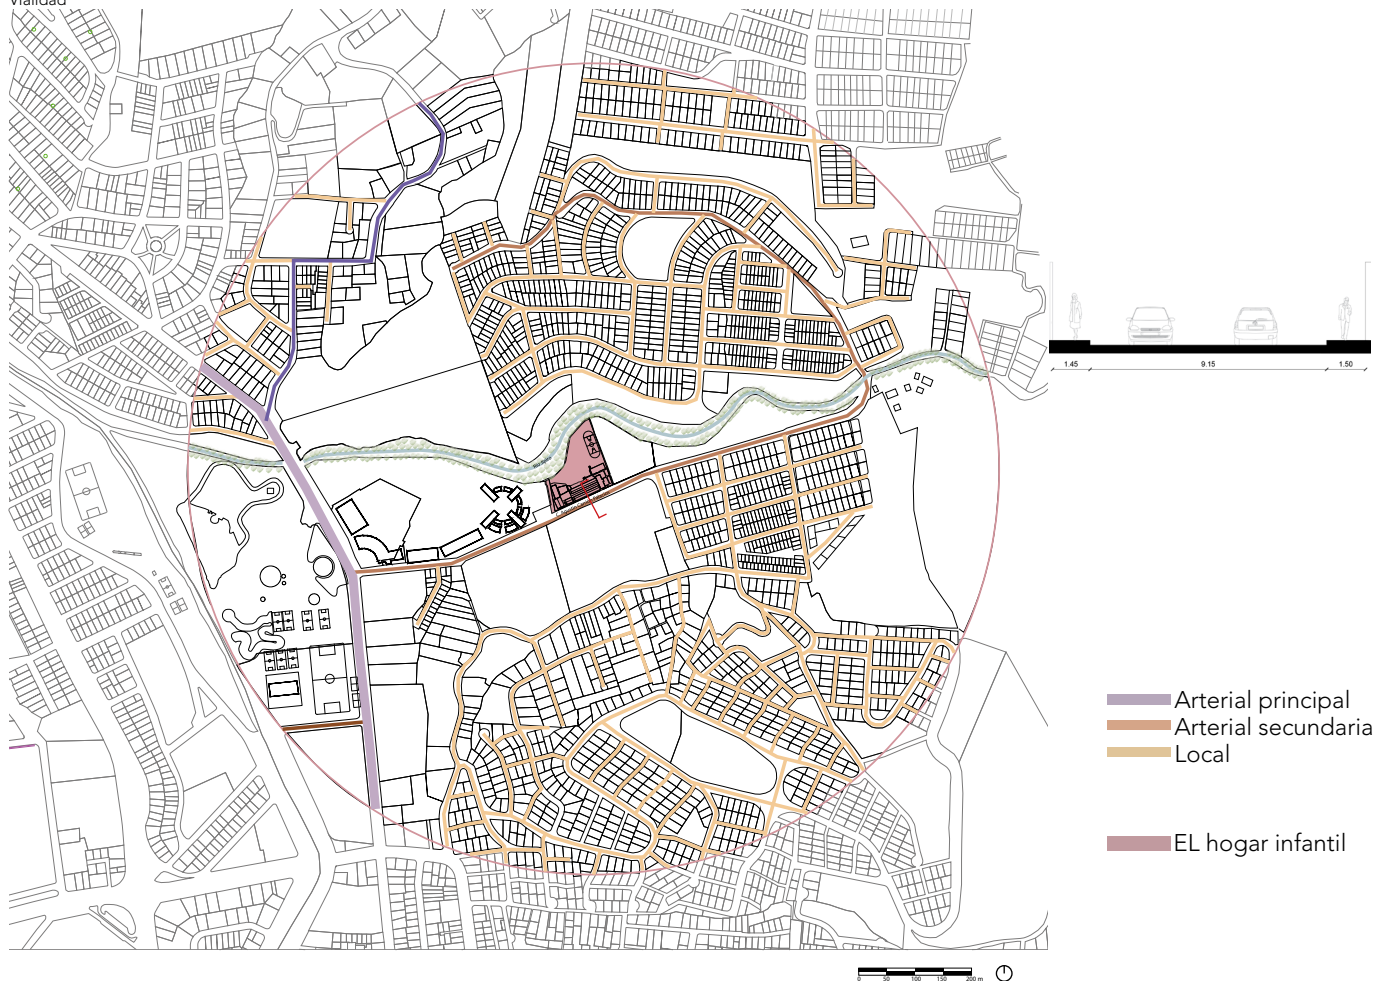 Vialidad
1.45
9.15
1.50
Arterial principal
Arterial secundaria
Local
EL hogar infantil
0 50 100 150 200 m